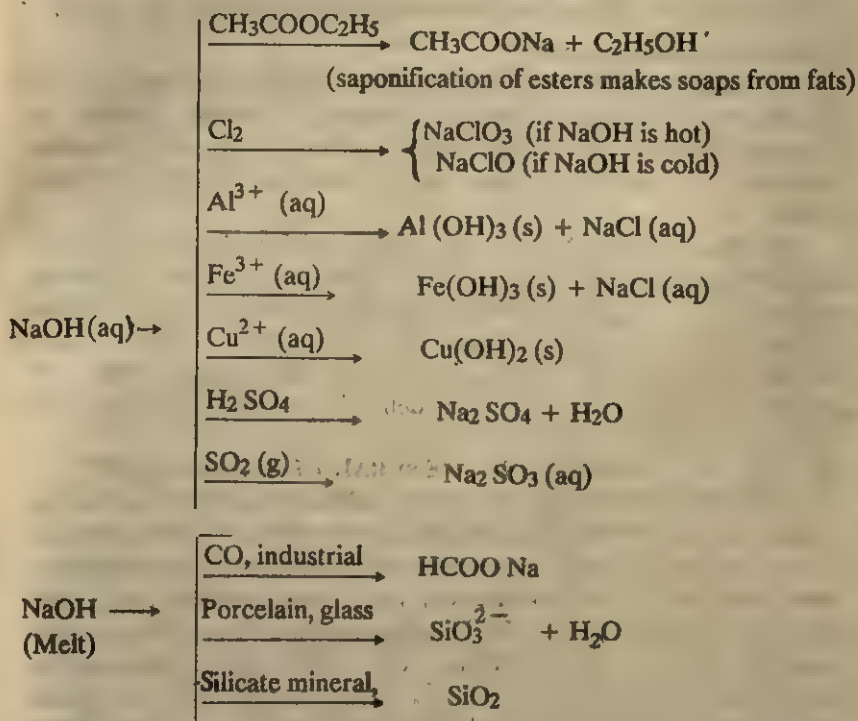 CH3COOC2H5 → CH3COONa + C2H5OH
(saponification of esters makes soaps from fats)
Cl2 → { NaClO3 (if NaOH is hot)
NaClO (if NaOH is cold)
Al3+ (aq) → Al (OH)3 (s) + NaCl (aq)
Fe3+ (aq) → Fe(OH)3 (s) + NaCl (aq)
NaOH (aq) → Cu2+ (aq) → Cu(OH)2 (s)
H2 SO4 → Na2 SO4 + H2O
SO2 (g) → Na2 SO3 (aq)
CO, industrial → HCOO Na
NaOH → Porcelain, glass → SiO3 2- + H2O
(Melt)
Silicate mineral, → SiO2